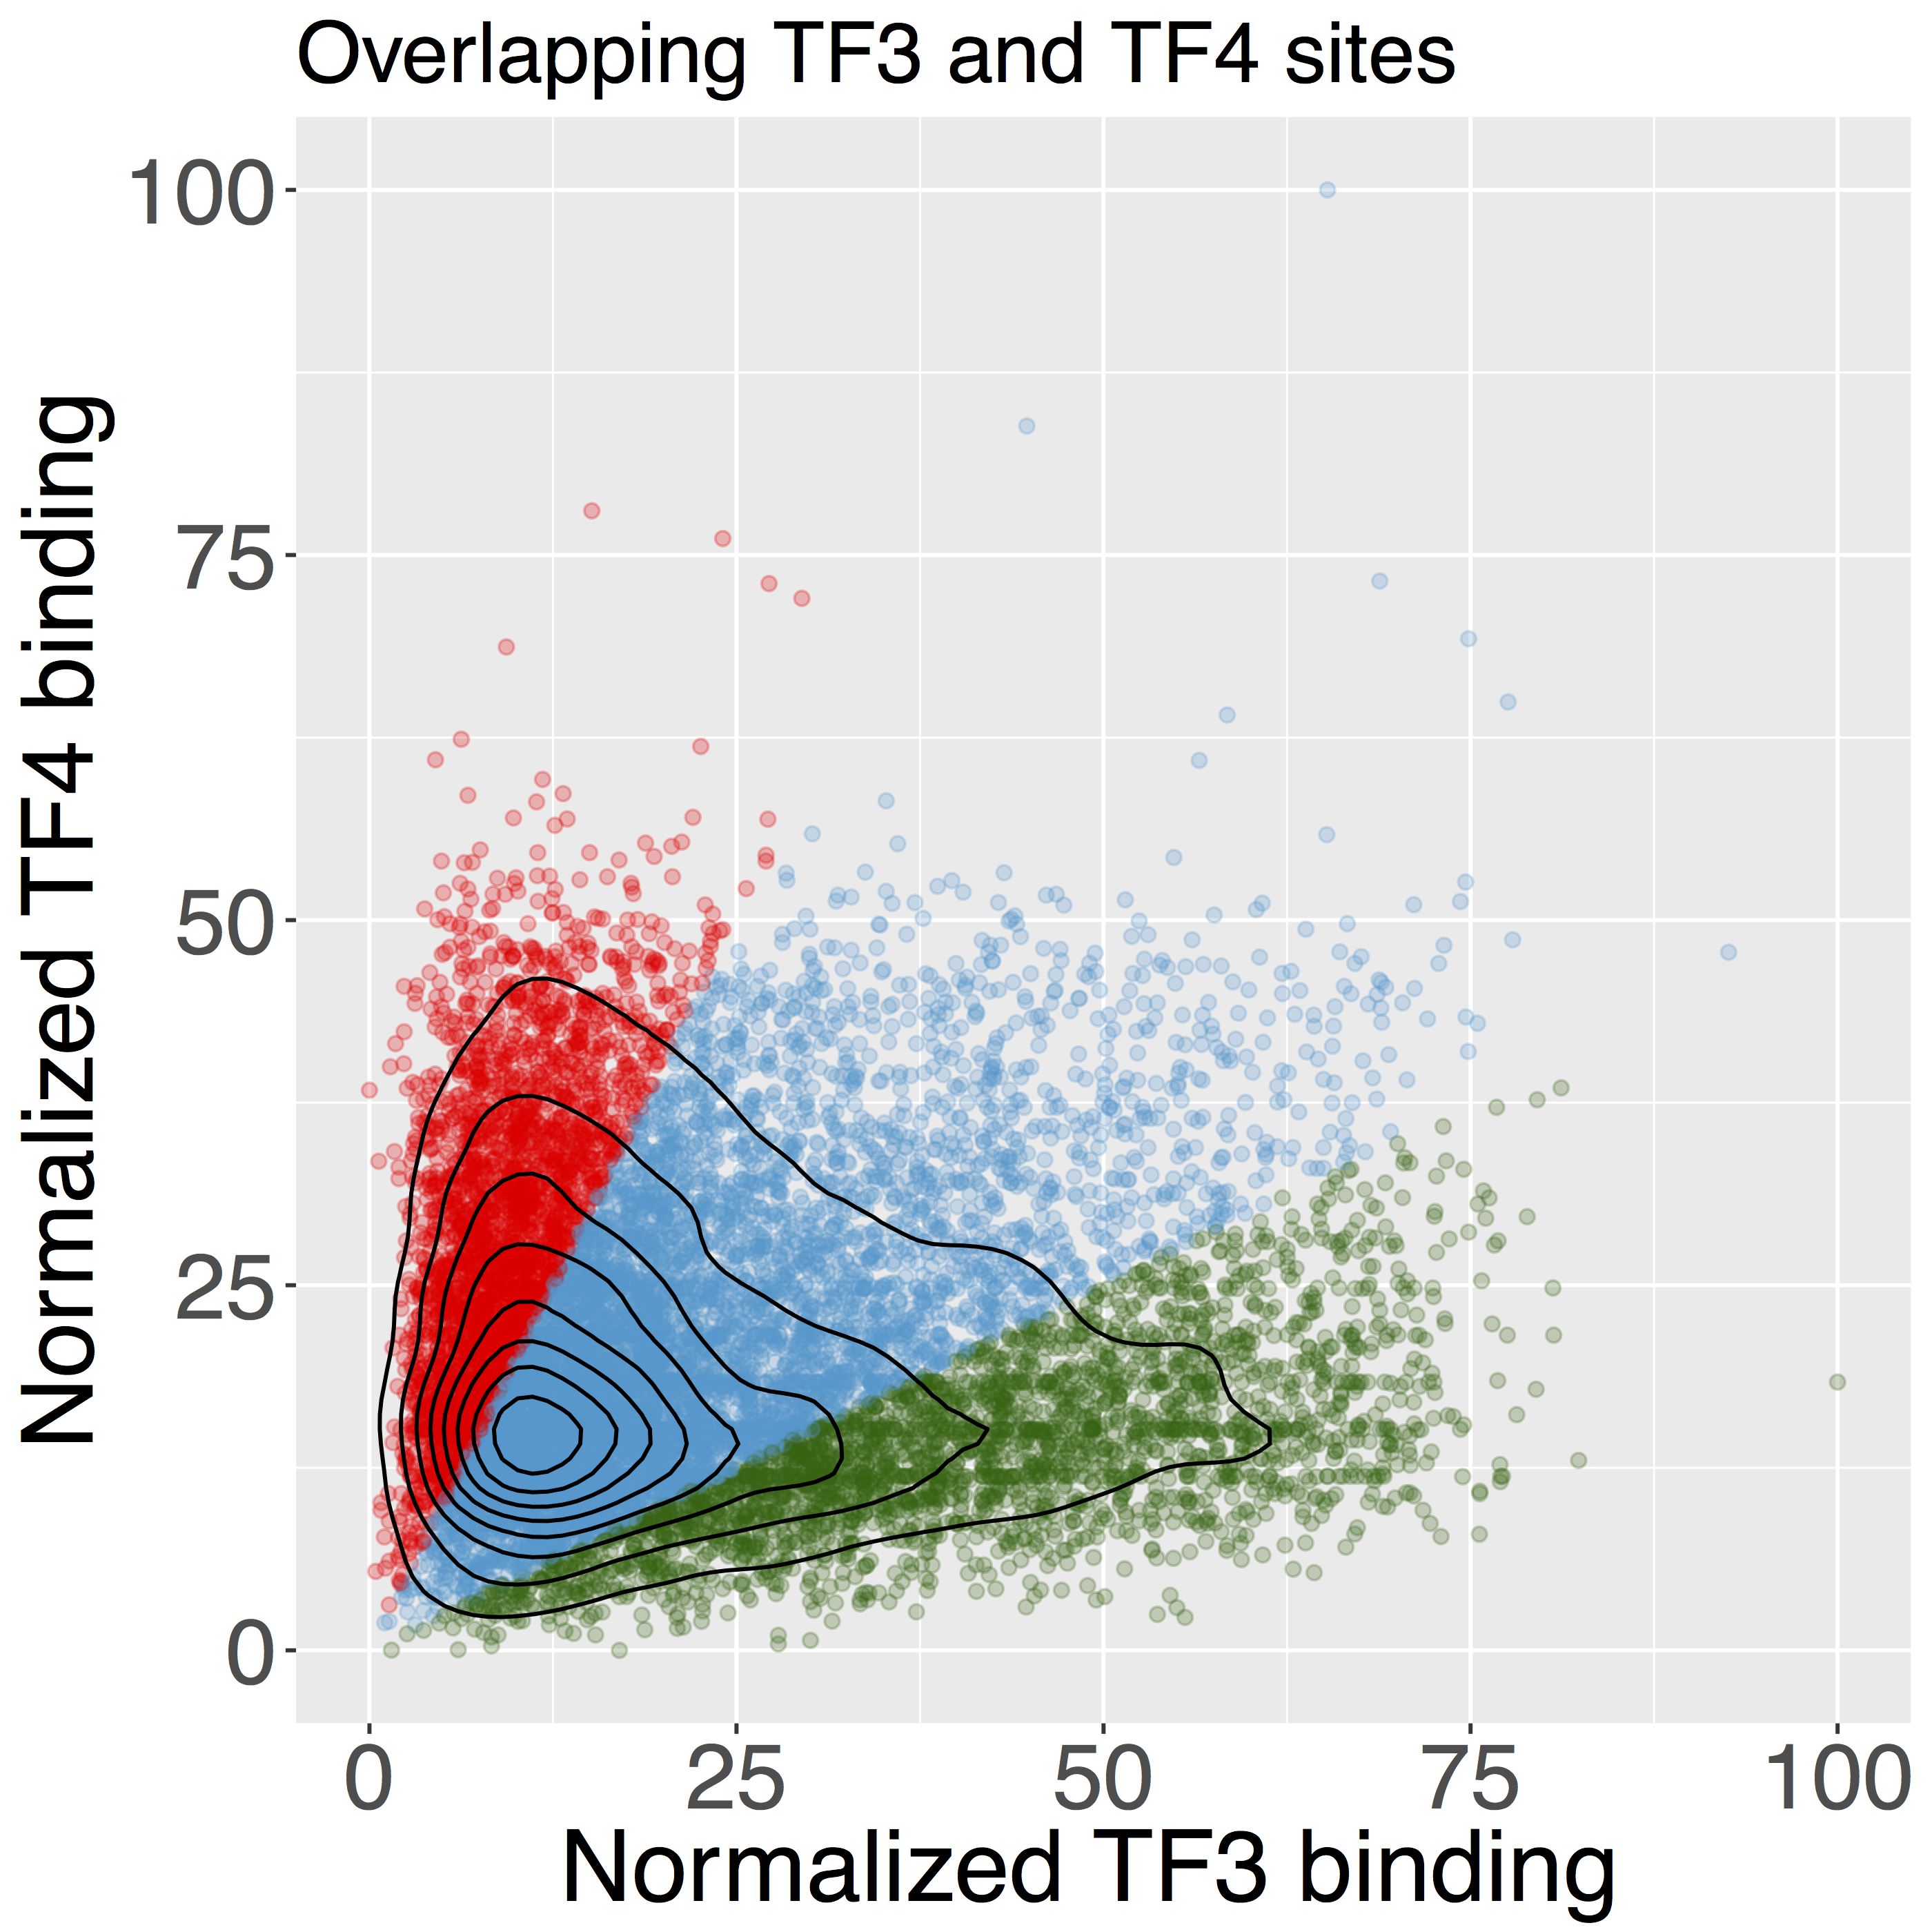 Overlapping TF3 and TF4 sites
Normalized TF4 binding
100
75
50
25
0
0 25 50 75 100
Normalized TF3 binding